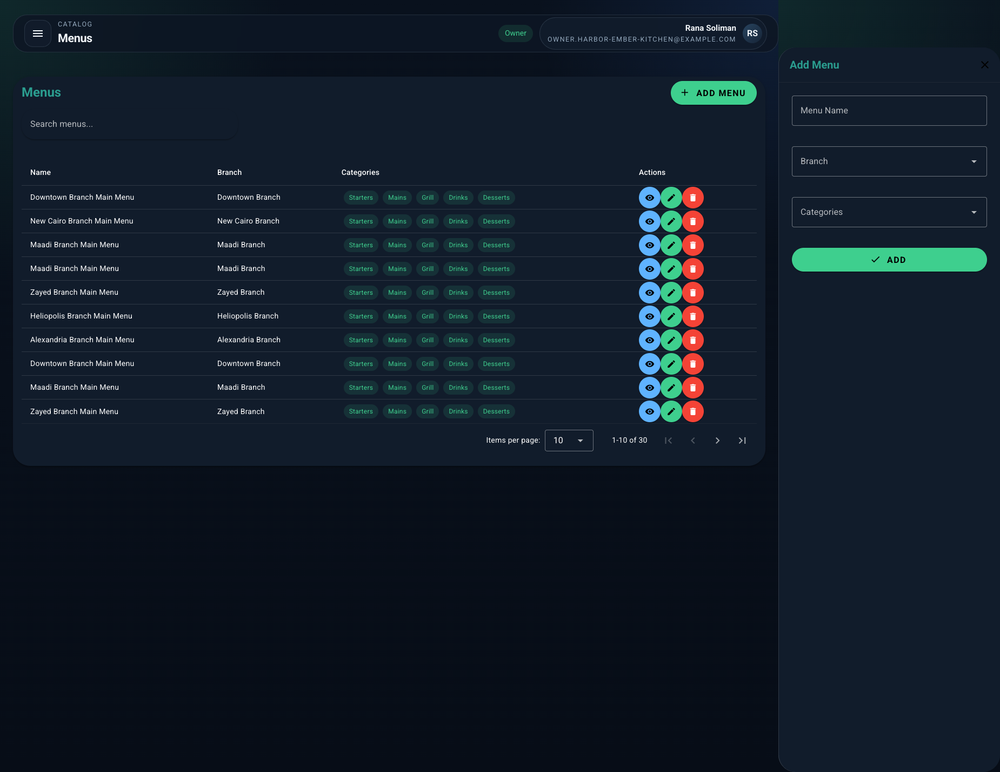 CATALOG
Menus
Owner
Rana Soliman
OWNER.HARBOR-EMBER-KITCHEN@EXAMPLE.COM
RS
Menus
ADD MENU
Search menus...
Name Branch Categories Actions
Downtown Branch Main Menu Downtown Branch Starters Mains Grill Drinks Desserts
New Cairo Branch Main Menu New Cairo Branch Starters Mains Grill Drinks Desserts
Maadi Branch Main Menu Maadi Branch Starters Mains Grill Drinks Desserts
Maadi Branch Main Menu Maadi Branch Starters Mains Grill Drinks Desserts
Zayed Branch Main Menu Zayed Branch Starters Mains Grill Drinks Desserts
Heliopolis Branch Main Menu Heliopolis Branch Starters Mains Grill Drinks Desserts
Alexandria Branch Main Menu Alexandria Branch Starters Mains Grill Drinks Desserts
Downtown Branch Main Menu Downtown Branch Starters Mains Grill Drinks Desserts
Maadi Branch Main Menu Maadi Branch Starters Mains Grill Drinks Desserts
Zayed Branch Main Menu Zayed Branch Starters Mains Grill Drinks Desserts
Items per page: 10 1-10 of 30
Add Menu
Menu Name
Branch
Categories
ADD